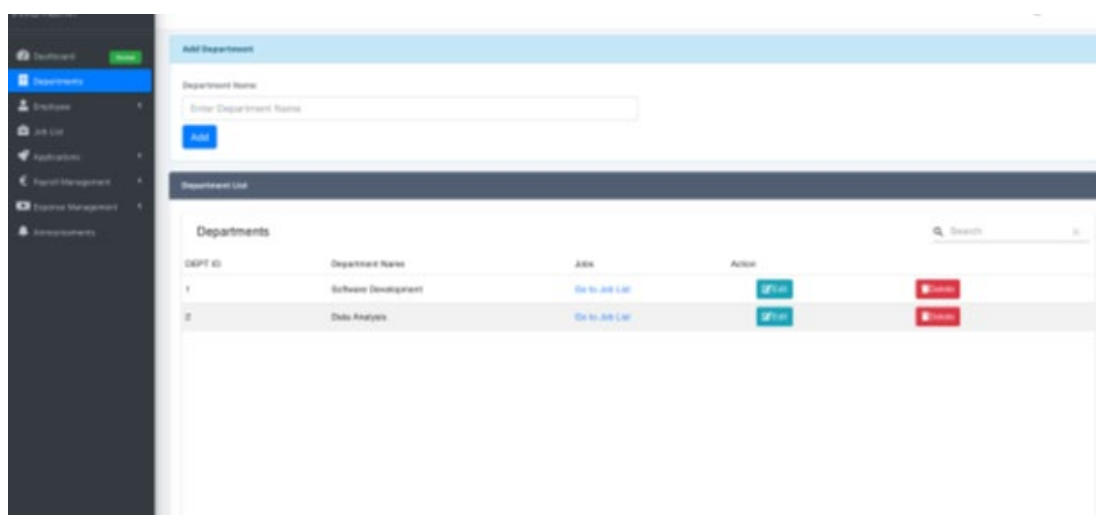 Dashboard
Departments
Employee
Job List
Applications
Payroll Management
Expense Management
Announcements
Add Department
Department Name:
Enter Department Name
Add
Department List
Departments
Search
DEPT ID Department Name Jobs Action
1 Software Development Go to Job List Edit Delete
2 Data Analysis Go to Job List Edit Delete